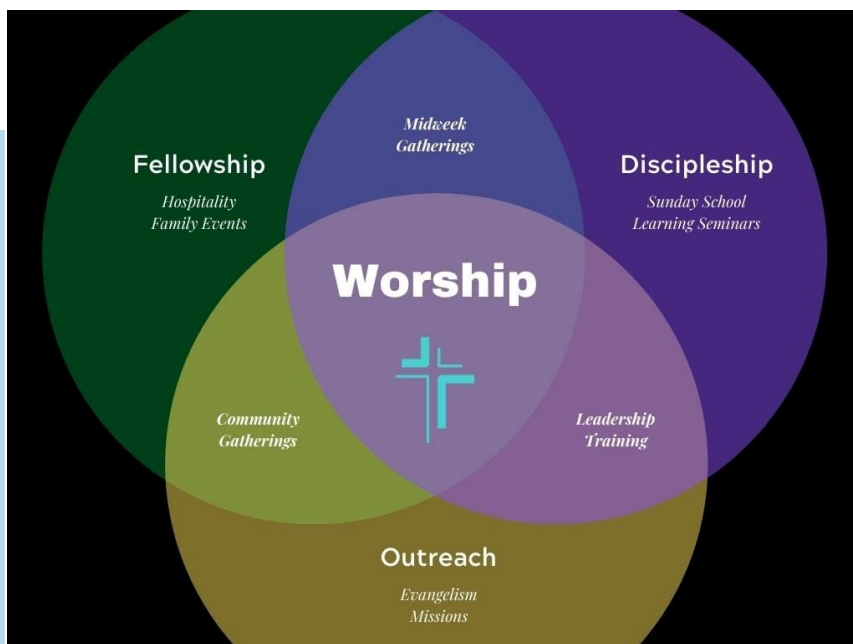 Midweek
Gatherings
Fellowship
Hospitality
Family Events
Discipleship
Sunday School
Learning Seminars
Worship
Community
Gatherings
Leadership
Training
Outreach
Evangelism
Missions